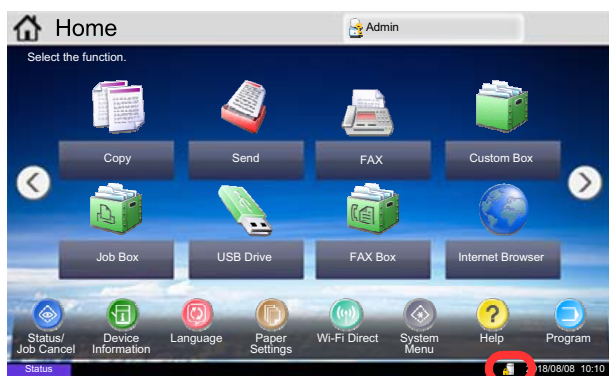 Home
Admin
Select the function.
Copy
Send
FAX
Custom Box
Job Box
USB Drive
FAX Box
Internet Browser
Status/
Job Cancel
Device
Information
Language
Paper
Settings
Wi-Fi Direct
System
Menu
Help
Program
Status
018/08/08 10:10